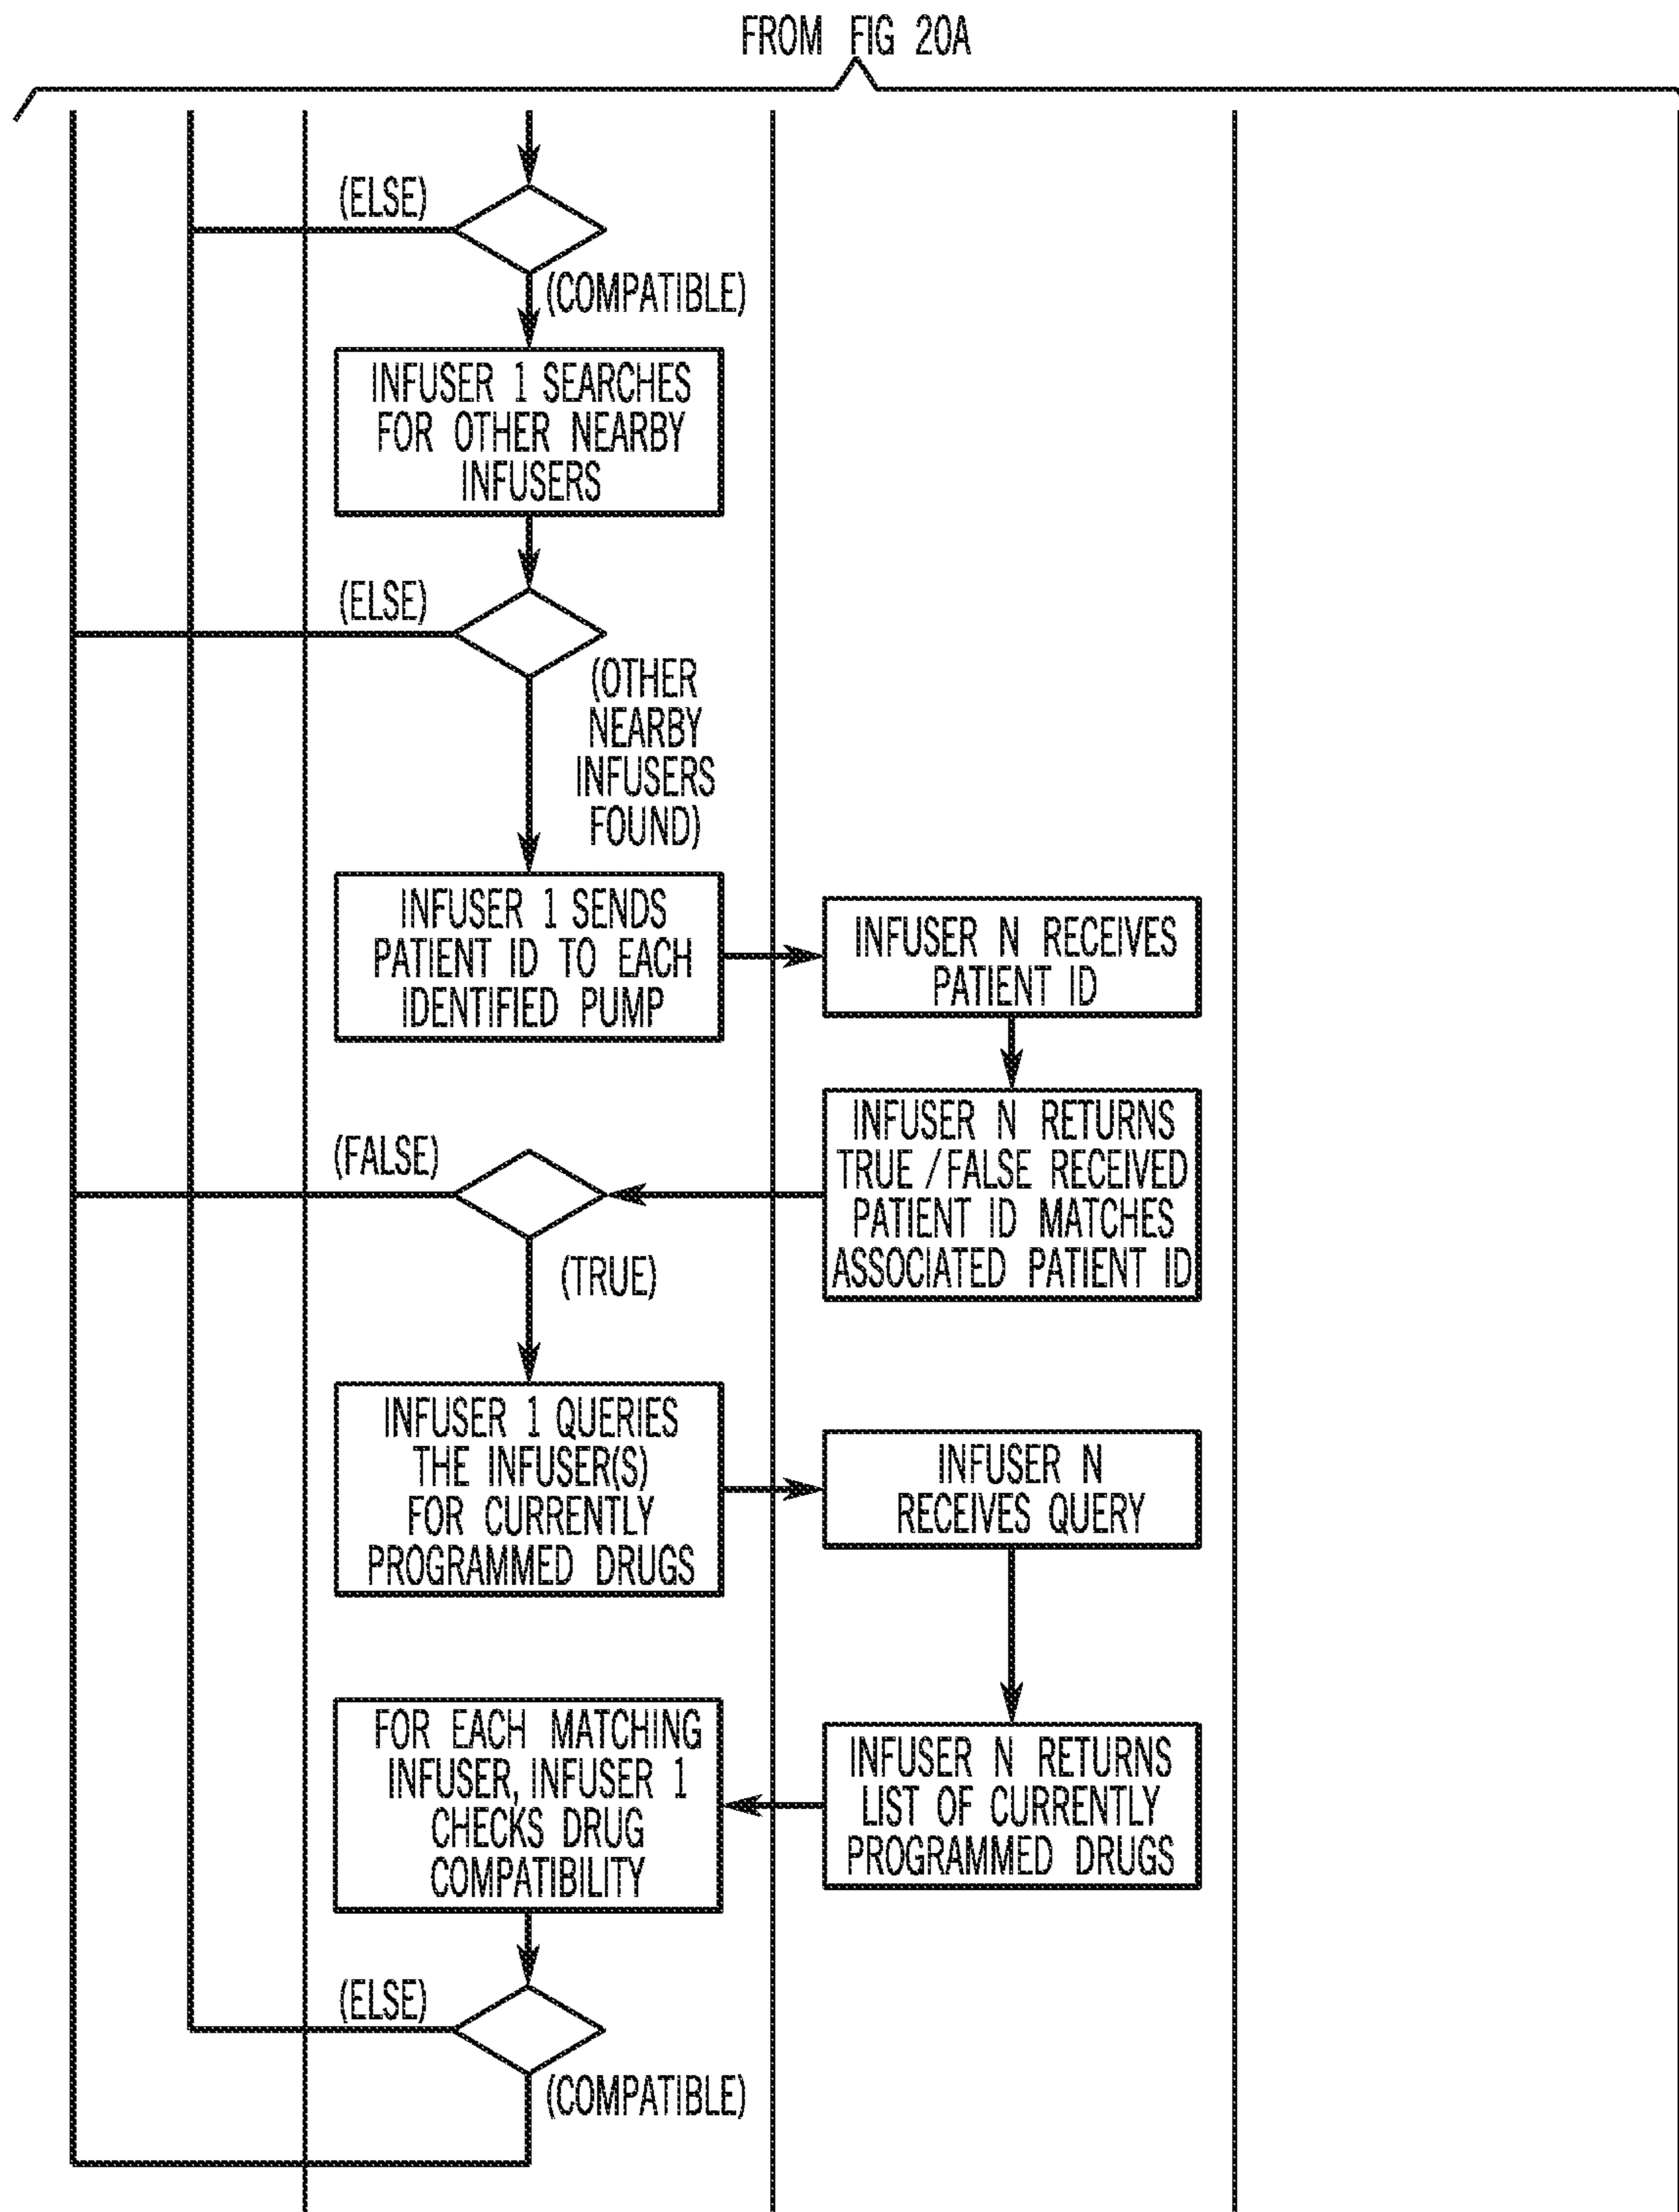 FROM FIG 20A
(ELSE)
(COMPATIBLE)
INFUSER 1 SEARCHES
FOR OTHER NEARBY
INFUSERS
(ELSE)
(OTHER
NEARBY
INFUSERS
FOUND)
INFUSER 1 SENDS
PATIENT ID TO EACH
IDENTIFIED PUMP
INFUSER N RECEIVES
PATIENT ID
INFUSER N RETURNS
TRUE / FALSE RECEIVED
PATIENT ID MATCHES
ASSOCIATED PATIENT ID
(FALSE)
(TRUE)
INFUSER 1 QUERIES
THE INFUSER(S)
FOR CURRENTLY
PROGRAMMED DRUGS
INFUSER N
RECEIVES QUERY
INFUSER N RETURNS
LIST OF CURRENTLY
PROGRAMMED DRUGS
FOR EACH MATCHING
INFUSER, INFUSER 1
CHECKS DRUG
COMPATIBILITY
(ELSE)
(COMPATIBLE)